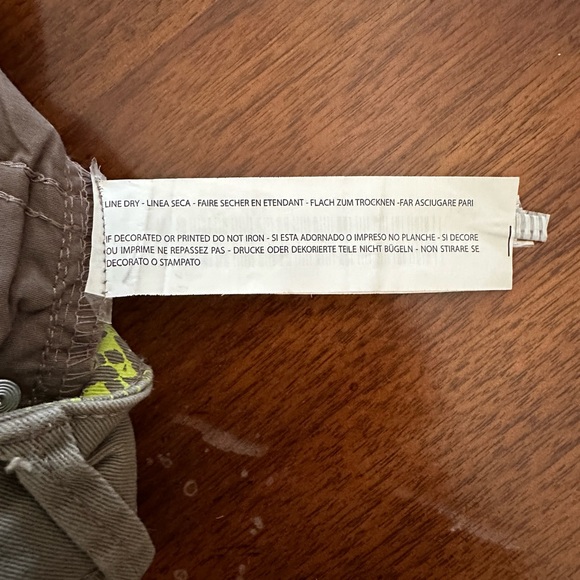 LINE DRY - LINEA SECA - FAIRE SECHER EN ETENDANT - FLACH ZUM TROCKNEN -FAR ASCIUGARE PARI
IF DECORATED OR PRINTED DO NOT IRON - SI ESTA ADORNADO O IMPRESO NO PLANCHE - SI DECORE
OU IMPRIME NE REPASSEZ PAS - DRUCKE ODER DEKORIERTE TEILE NICHT BÜGELN - NON STIRARE SE
DECORATO O STAMPATO